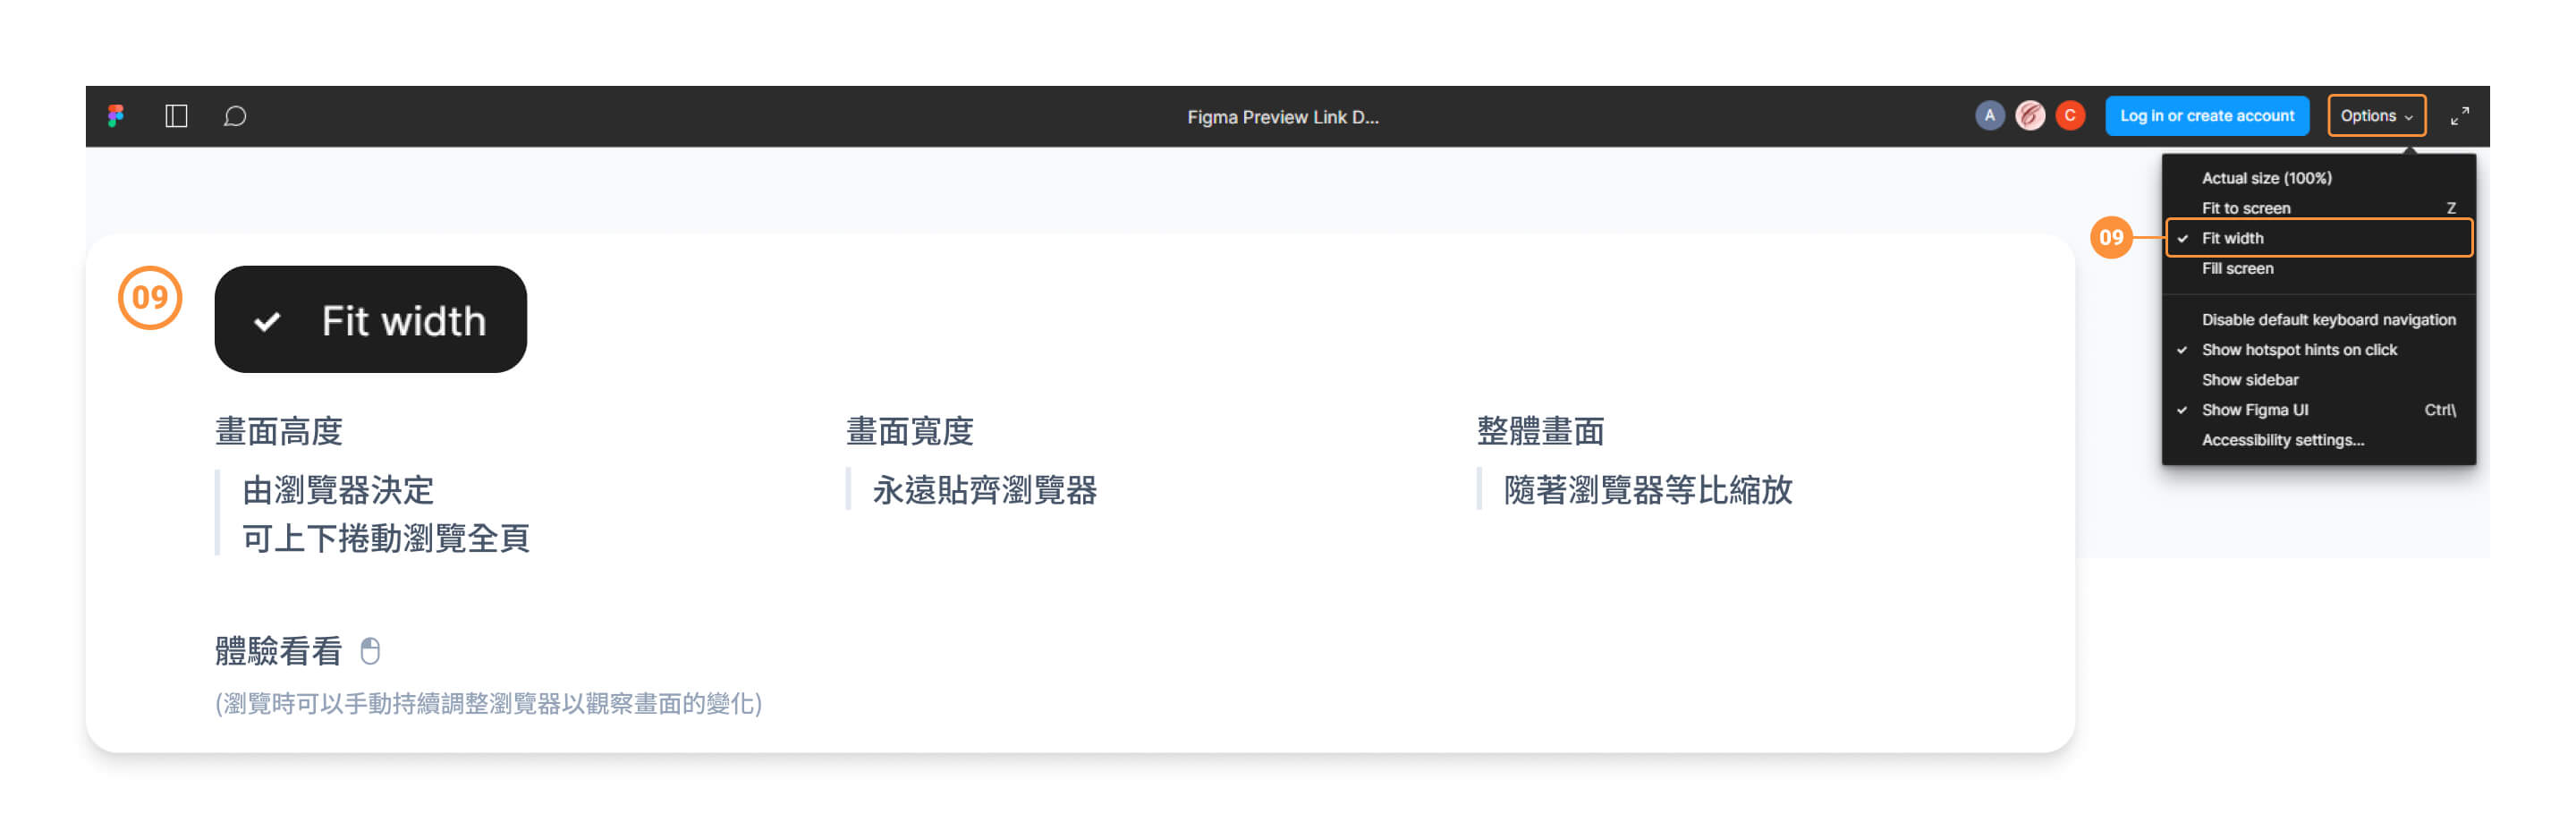 Figma Preview Link D...
A
C
Log in or create account
Options
Actual size (100%)
Fit to screen Z
09
Fit width
Fill screen
Disable default keyboard navigation
Show hotspot hints on click
Show sidebar
Show Figma UI Ctrl\
Accessibility settings...
09
Fit width
畫面高度
由瀏覽器決定
可上下捲動瀏覽全頁
畫面寬度
永遠貼齊瀏覽器
整體畫面
隨著瀏覽器等比縮放
體驗看看
(瀏覽時可以手動持續調整瀏覽器以觀察畫面的變化)